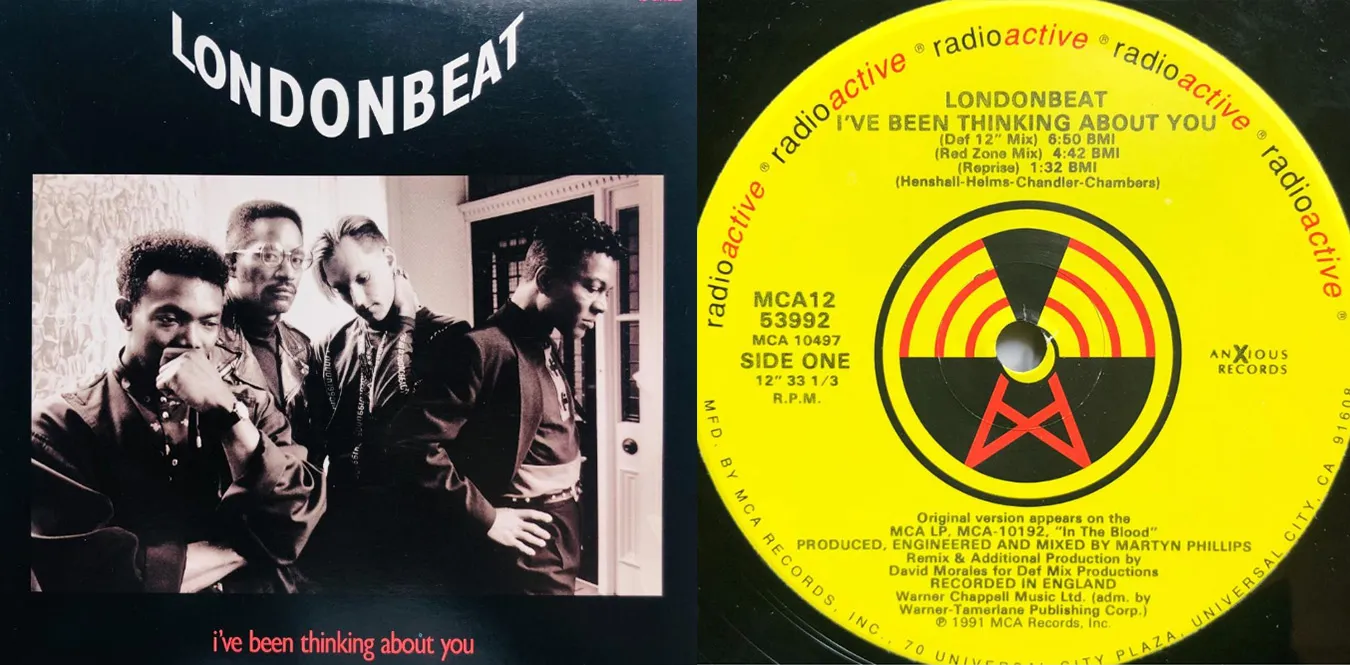 LONDONBEAT
i've been thinking about you
radioactive ® radioactive ® radioactive ® radioactive ® radioactive ®
LONDONBEAT
I'VE BEEN THINKING ABOUT YOU
(Def 12" Mix) 6:50 BMI
(Red Zone Mix) 4:42 BMI
(Reprise) 1:32 BMI
(Henshall-Helms-Chandler-Chambers)
MCA12
53992
MCA 10497
SIDE ONE
12" 33 1/3
R.P.M.
ANXIOUS
RECORDS
Original version appears on the
MCA LP, MCA-10192, "In The Blood"
PRODUCED, ENGINEERED AND MIXED BY MARTYN PHILLIPS
Remix & Additional Production by
David Morales for Def Mix Productions
RECORDED IN ENGLAND
Warner Chappell Music Ltd. (adm. by
Warner-Tamerlane Publishing Corp.)
℗ 1991 MCA Records, Inc.
MFD. BY MCA RECORDS, INC., 70 UNIVERSAL CITY PLAZA, UNIVERSAL CITY, CA 91608